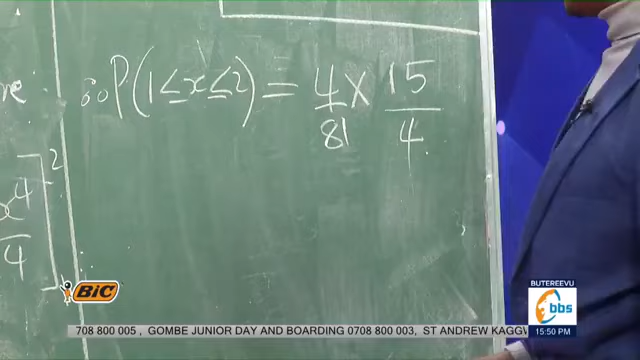 so P(1≤x≤2) = 4/81 × 15/4
]²
x⁴/4
BiC
BUTEREEVU
bbs
15:50 PM
708 800 005 , GOMBE JUNIOR DAY AND BOARDING 0708 800 003, ST ANDREW KAGGW